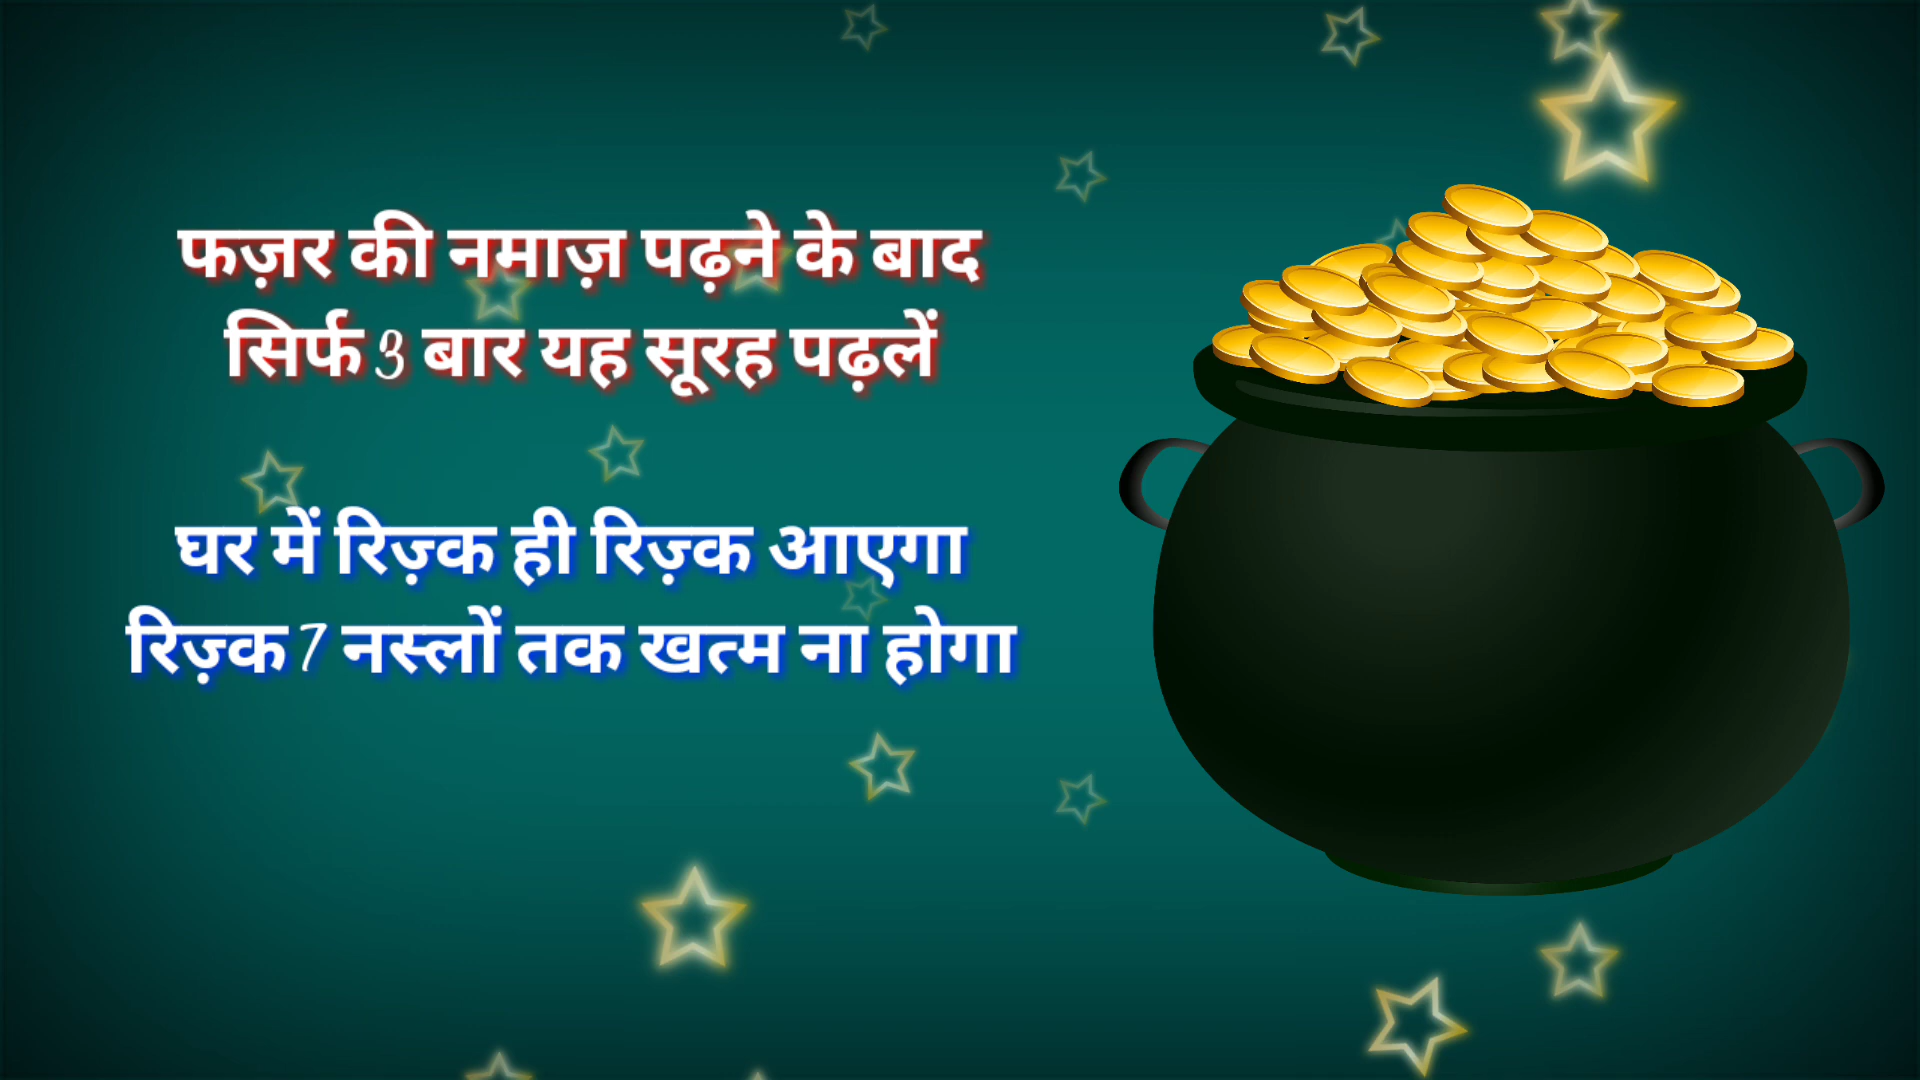 फज़र की नमाज़ पढ़ने के बाद
सिर्फ 3 बार यह सूरह पढ़लें
घर में रिज़्क ही रिज़्क आएगा
रिज़्क 7 नस्लों तक खत्म ना होगा